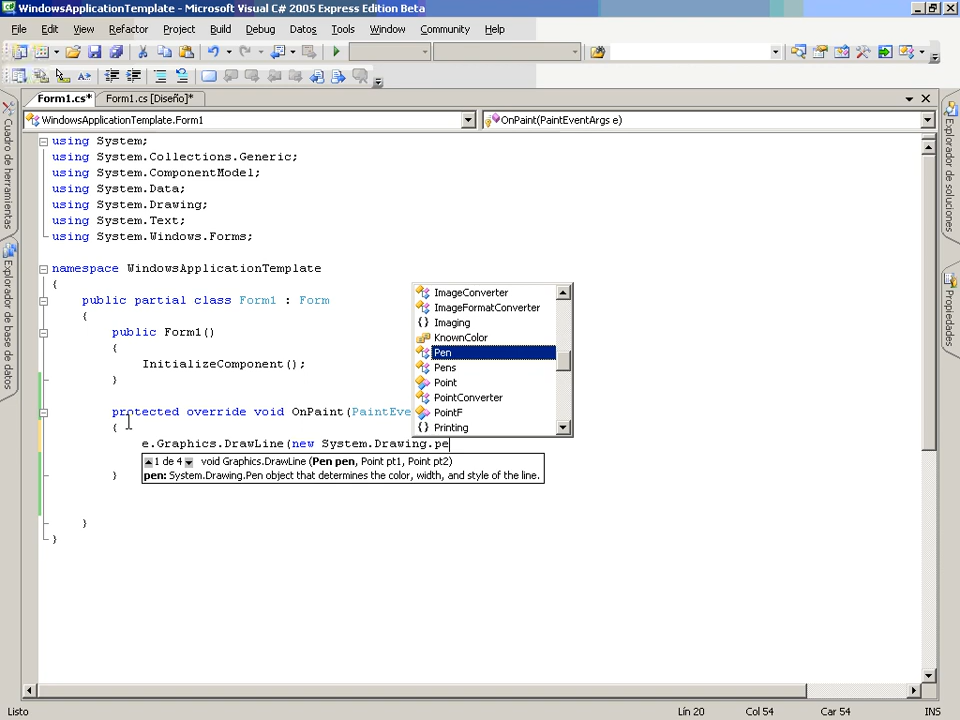 WindowsApplicationTemplate - Microsoft Visual C# 2005 Express Edition Beta
File Edit View Refactor Project Build Debug Datos Tools Window Community Help
Form1.cs* Form1.cs [Diseño]*
WindowsApplicationTemplate.Form1 OnPaint(PaintEventArgs e)
Cuadro de herramientas
Explorador de base de datos
using System;
using System.Collections.Generic;
using System.ComponentModel;
using System.Data;
using System.Drawing;
using System.Text;
using System.Windows.Forms;
namespace WindowsApplicationTemplate
{
public partial class Form1 : Form
{
public Form1()
{
InitializeComponent();
}
protected override void OnPaint(PaintEve
{
e.Graphics.DrawLine(new System.Drawing.pe
}
}
}
ImageConverter
ImageFormatConverter
{} Imaging
KnownColor
Pen
Pens
Point
PointConverter
PointF
{} Printing
1 de 4 void Graphics.DrawLine (Pen pen, Point pt1, Point pt2)
pen: System.Drawing.Pen object that determines the color, width, and style of the line.
Explorador de soluciones
Propiedades
Listo Lín 20 Col 54 Car 54 INS